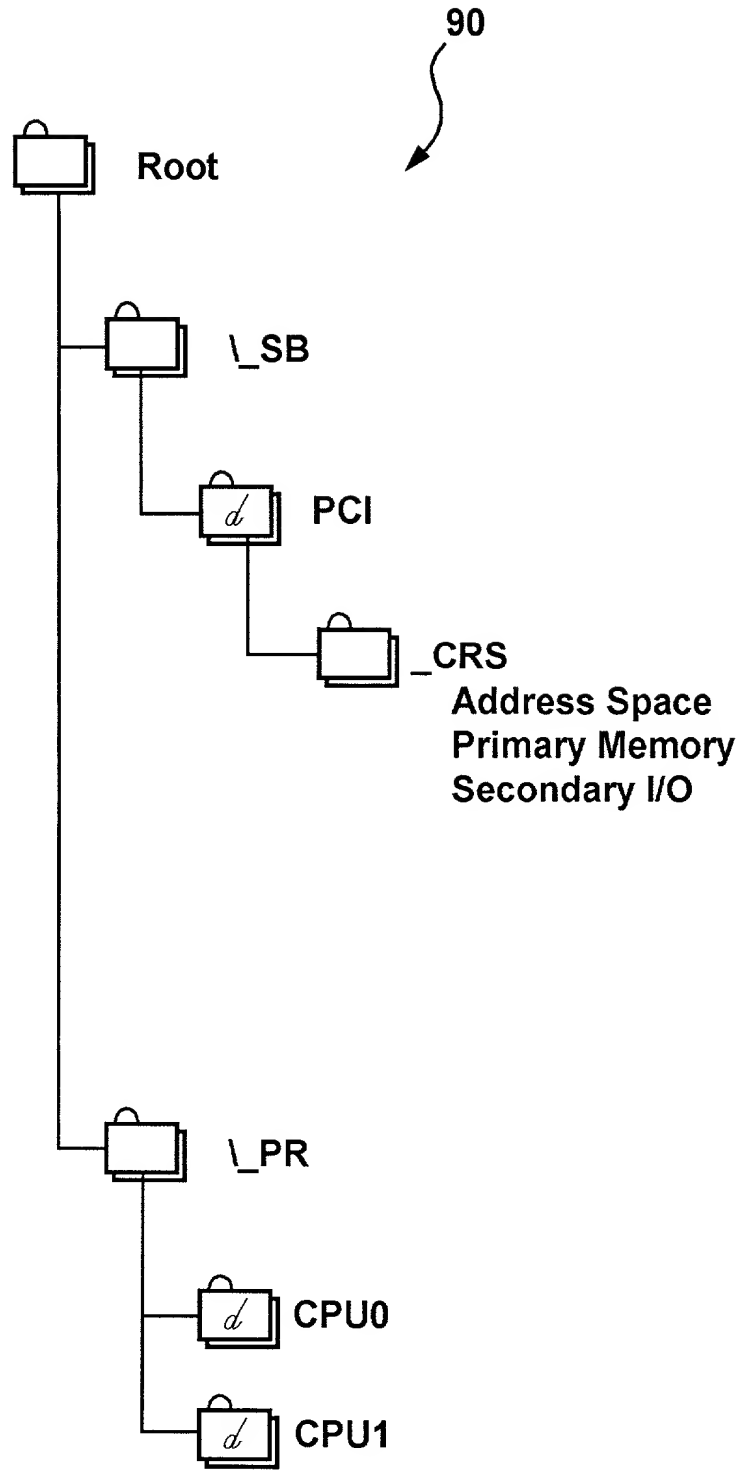 90
Root
\_SB
d PCI
_CRS
Address Space
Primary Memory
Secondary I/O
\_PR
d CPU0
d CPU1